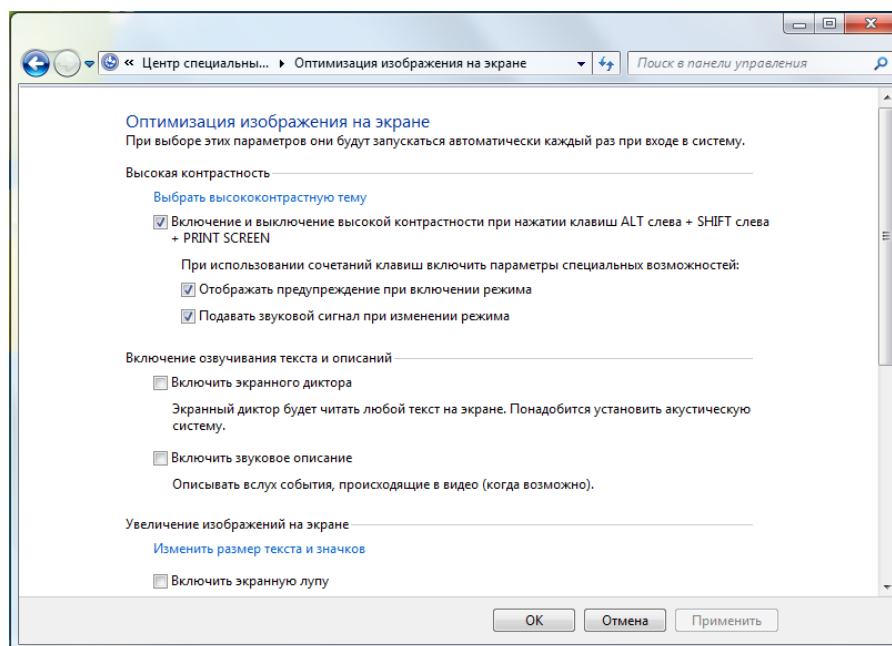 « Центр специальны... ▸ Оптимизация изображения на экране
Поиск в панели управления
Оптимизация изображения на экране
При выборе этих параметров они будут запускаться автоматически каждый раз при входе в систему.
Высокая контрастность
Выбрать высококонтрастную тему
Включение и выключение высокой контрастности при нажатии клавиш ALT слева + SHIFT слева
+ PRINT SCREEN
При использовании сочетаний клавиш включить параметры специальных возможностей:
Отображать предупреждение при включении режима
Подавать звуковой сигнал при изменении режима
Включение озвучивания текста и описаний
Включить экранного диктора
Экранный диктор будет читать любой текст на экране. Понадобится установить акустическую
систему.
Включить звуковое описание
Описывать вслух события, происходящие в видео (когда возможно).
Увеличение изображений на экране
Изменить размер текста и значков
Включить экранную лупу
ОК
Отмена
Применить